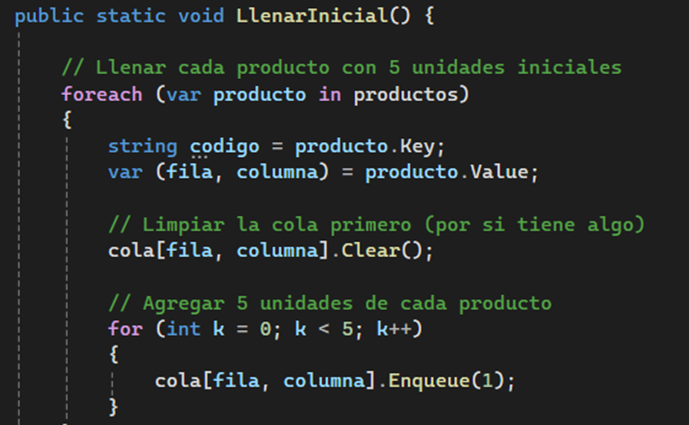 public static void LlenarInicial() {
// Llenar cada producto con 5 unidades iniciales
foreach (var producto in productos)
{
string codigo = producto.Key;
var (fila, columna) = producto.Value;
// Limpiar la cola primero (por si tiene algo)
cola[fila, columna].Clear();
// Agregar 5 unidades de cada producto
for (int k = 0; k < 5; k++)
{
cola[fila, columna].Enqueue(1);
}